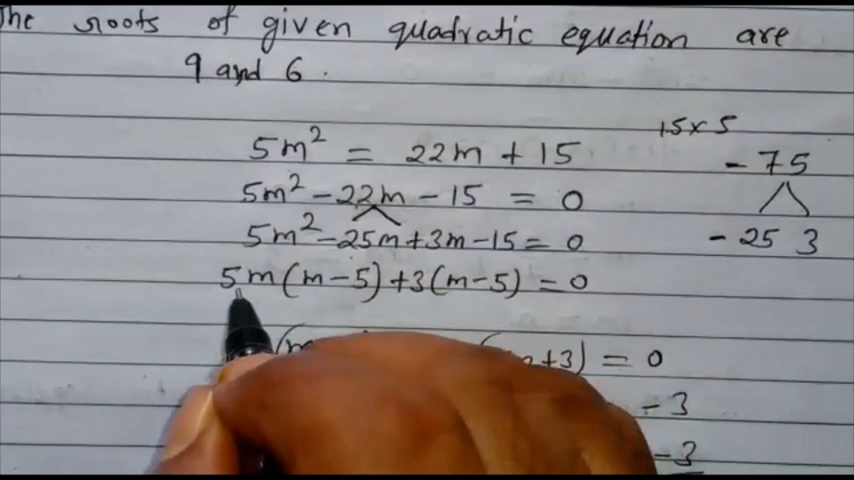 The roots of given quadratic equation are
9 and 6.
5m² = 22m + 15
15 x 5
- 75
5m² - 22m - 15 = 0
5m² - 25m + 3m - 15 = 0
- 25 3
5m(m - 5) + 3(m - 5) = 0
+3) = 0
- 3
- 3